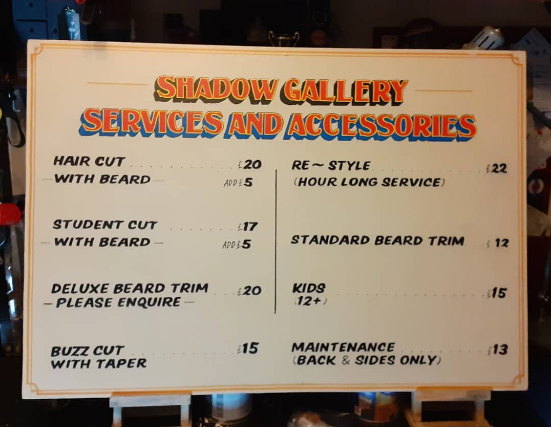 SHADOW GALLERY
SERVICES AND ACCESSORIES
HAIR CUT . . . . . . . . . . £20
— WITH BEARD — ADD £5
STUDENT CUT . . . . . . . . £17
— WITH BEARD — ADD £5
DELUXE BEARD TRIM . . . £20
— PLEASE ENQUIRE —
BUZZ CUT . . . . . . . . . . £15
WITH TAPER
RE~STYLE . . . . . . . . . . £22
(HOUR LONG SERVICE)
STANDARD BEARD TRIM . £12
KIDS . . . . . . . . . . . . . . £15
(12+)
MAINTENANCE . . . . . . . £13
(BACK & SIDES ONLY)